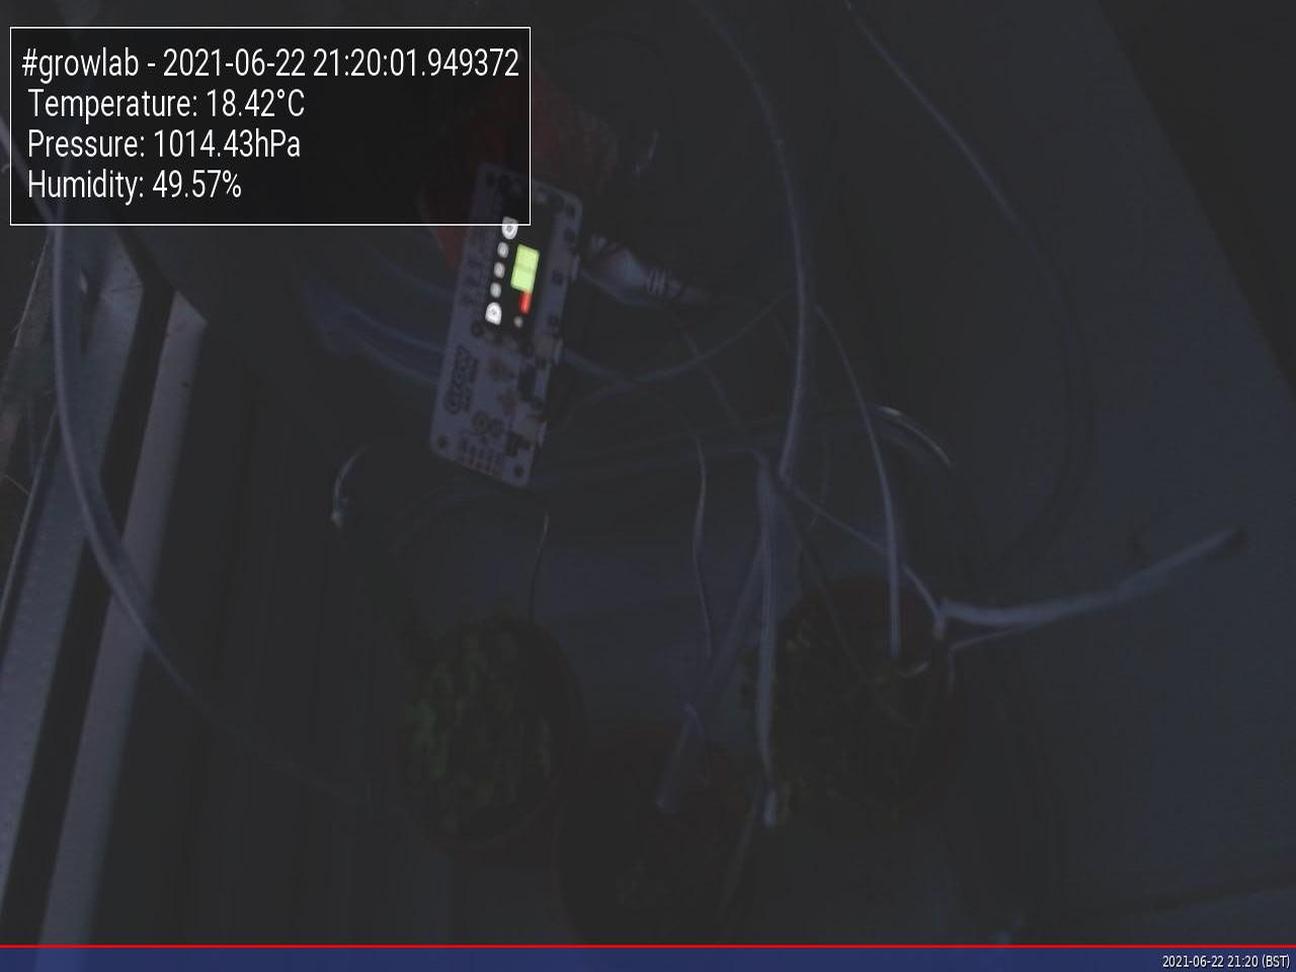 #growlab - 2021-06-22 21:20:01.949372
Temperature: 18.42°C
Pressure: 1014.43hPa
Humidity: 49.57%
2021-06-22 21:20 (BST)